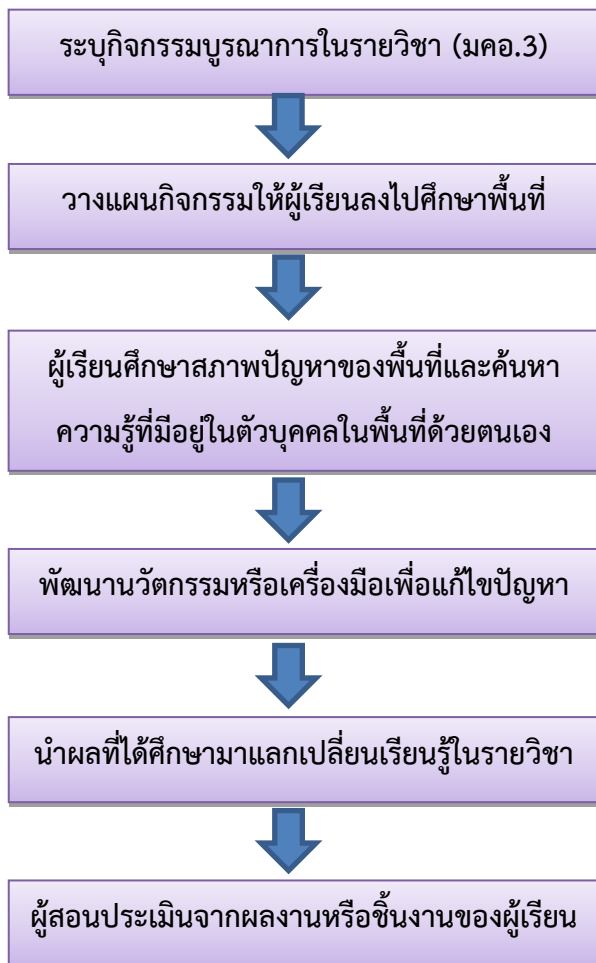 ระบุกิจกรรมบูรณาการในรายวิชา (มคอ.3)
วางแผนกิจกรรมให้ผู้เรียนลงไปศึกษาพื้นที่
ผู้เรียนศึกษาสภาพปัญหาของพื้นที่และค้นหา
ความรู้ที่มีอยู่ในตัวบุคคลในพื้นที่ด้วยตนเอง
พัฒนานวัตกรรมหรือเครื่องมือเพื่อแก้ไขปัญหา
นำผลที่ได้ศึกษามาแลกเปลี่ยนเรียนรู้ในรายวิชา
ผู้สอนประเมินจากผลงานหรือชิ้นงานของผู้เรียน